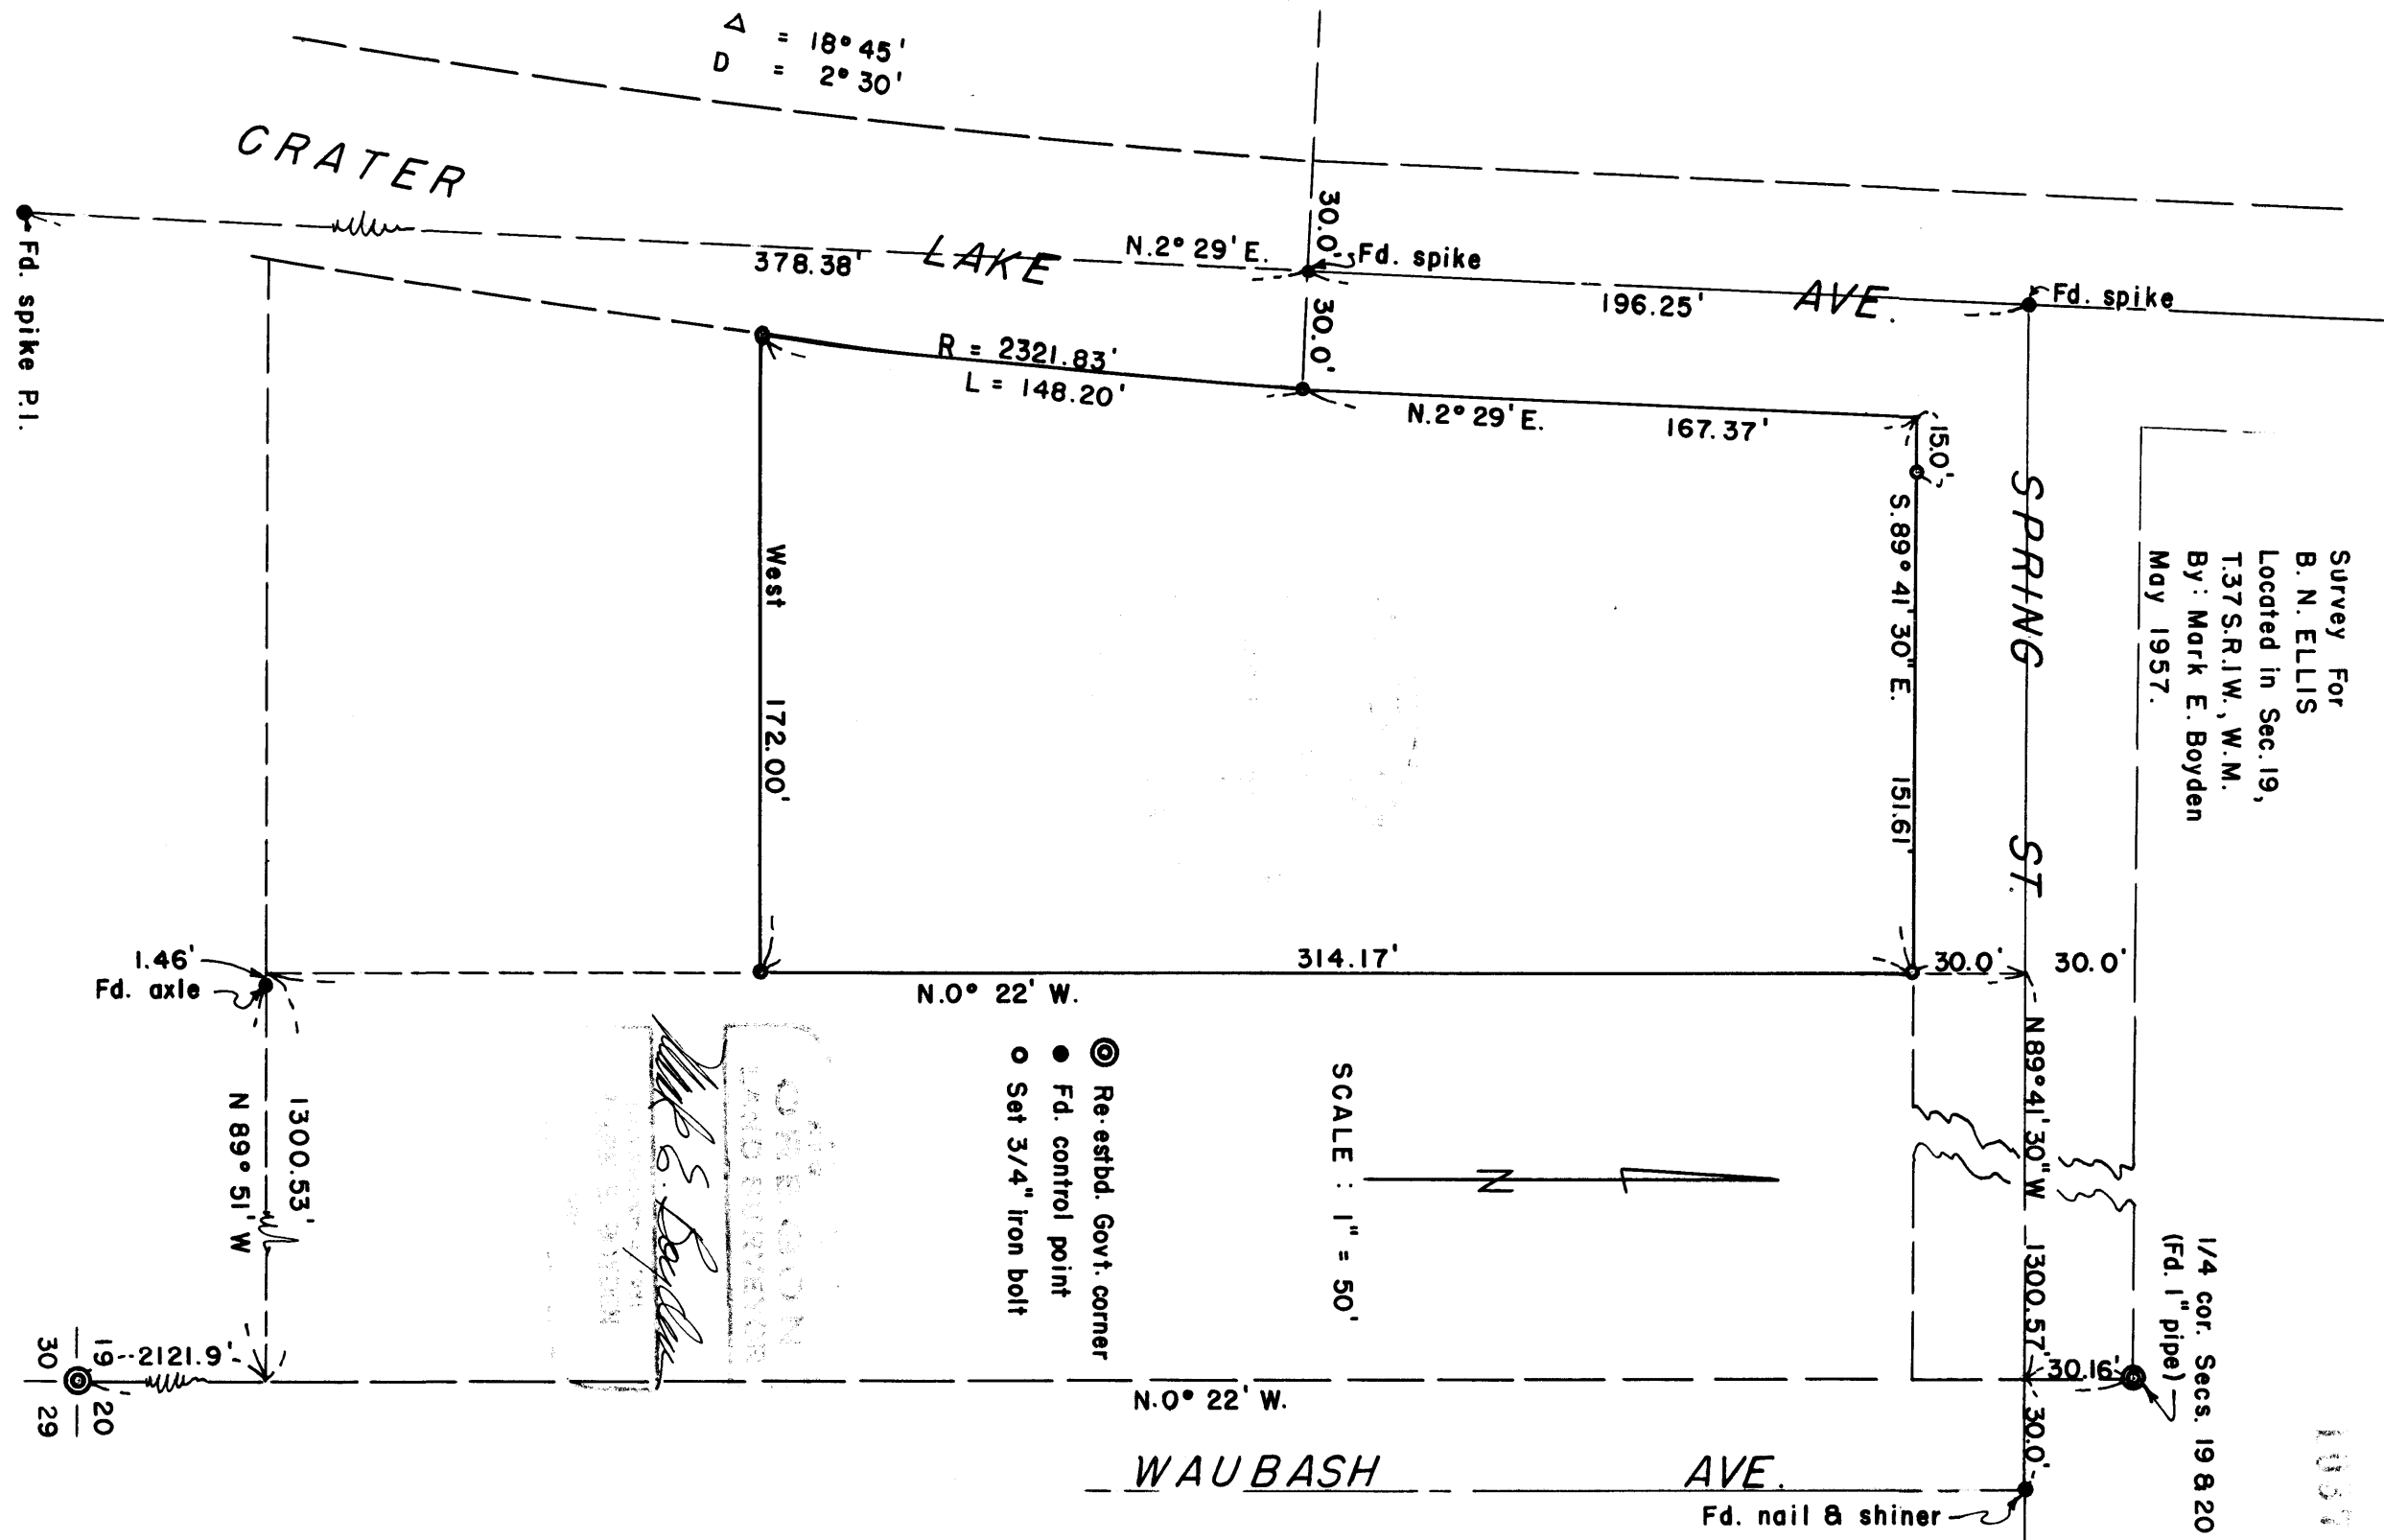 Δ = 18° 45'
D = 2° 30'
CRATER LAKE AVE.
Fd. spike P.I.
378.38'
N.2° 29' E.
30.0'
Fd. spike
30.0'
196.25'
Fd. spike
R = 2321.83'
L = 148.20'
N.2° 29' E.
167.37'
15.0'
S.89° 41' 30" E.
151.61'
SPRING ST.
Survey For
B. N. ELLIS
Located in Sec. 19,
T.37S.R.1W., W.M.
By: Mark E. Boyden
May 1957.
West 172.00'
1.46'
Fd. axle
314.17'
N.0° 22' W.
30.0'
30.0'
N89°41'30"W 1300.57'
1300.53'
N 89° 51' W
OREGON
LAND SURVEYOR
Mark E. Boyden
Re-estbd. Govt. corner
Fd. control point
Set 3/4" iron bolt
SCALE : 1" = 50'
N
1/4 cor. Secs. 19 & 20
(Fd. 1" pipe)
30.16'
30.0'
30 19
29 20
2121.9'
N.0° 22' W.
WAUBASH AVE.
Fd. nail & shiner